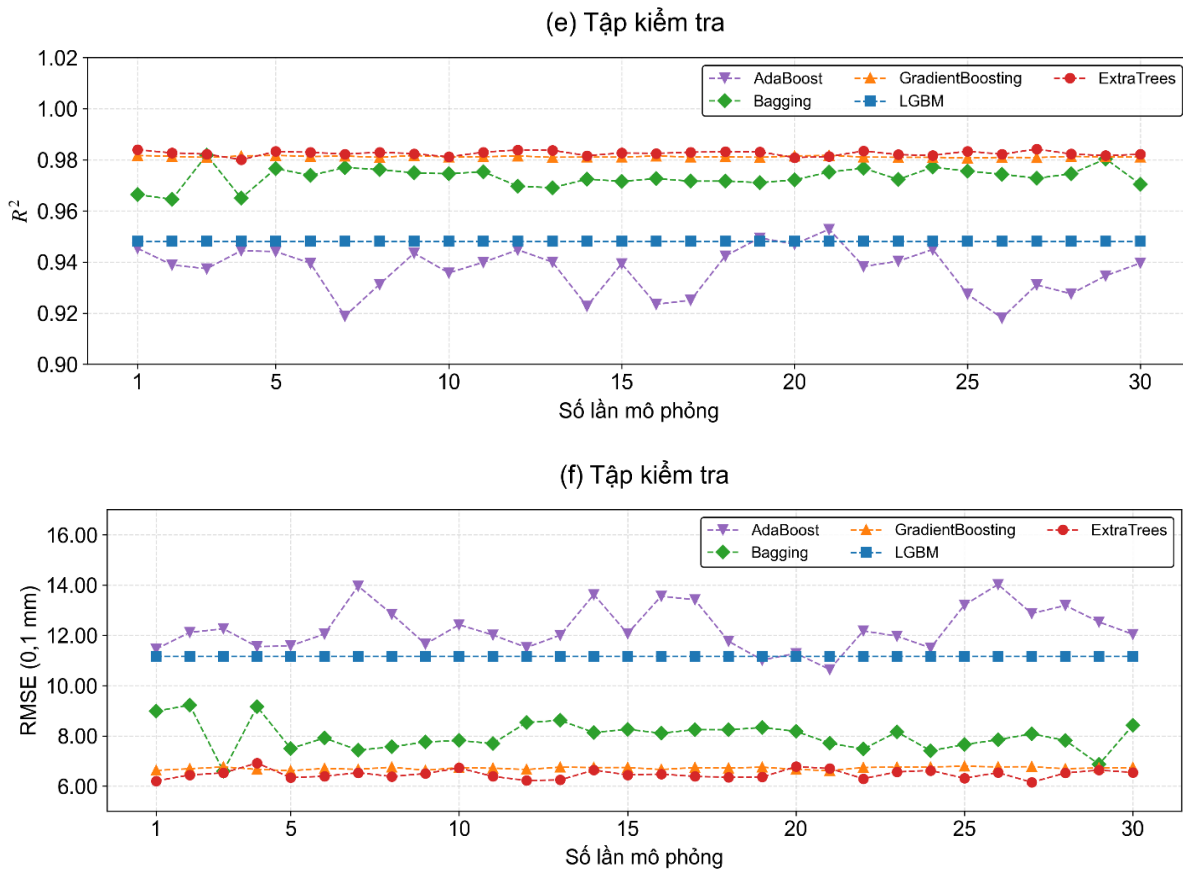 (e) Tập kiểm tra
1.02
1.00
0.98
0.96
0.94
0.92
0.90
R²
AdaBoost
Bagging
GradientBoosting
LGBM
ExtraTrees
1 5 10 15 20 25 30
Số lần mô phỏng
(f) Tập kiểm tra
16.00
14.00
12.00
10.00
8.00
6.00
RMSE (0,1 mm)
AdaBoost
Bagging
GradientBoosting
LGBM
ExtraTrees
1 5 10 15 20 25 30
Số lần mô phỏng